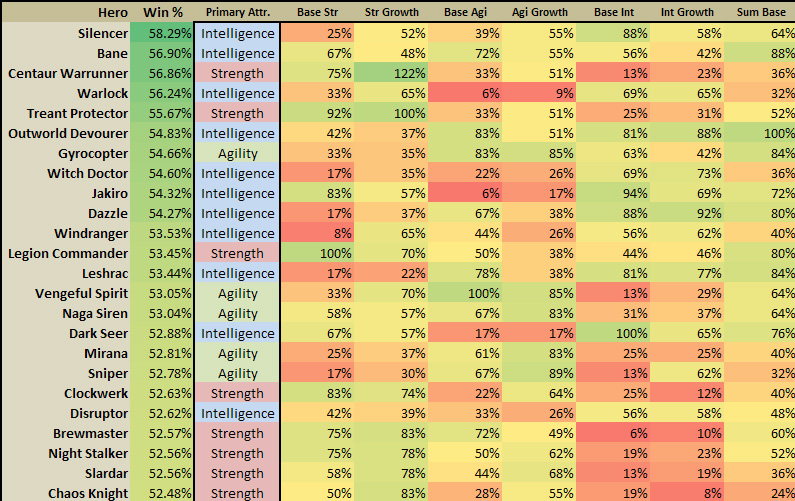 Hero Win % Primary Attr. Base Str Str Growth Base Agi Agi Growth Base Int Int Growth Sum Base
Silencer 58.29% Intelligence 25% 52% 39% 55% 88% 58% 64%
Bane 56.90% Intelligence 67% 48% 72% 55% 56% 42% 88%
Centaur Warrunner 56.86% Strength 75% 122% 33% 51% 13% 23% 36%
Warlock 56.24% Intelligence 33% 65% 6% 9% 69% 65% 32%
Treant Protector 55.67% Strength 92% 100% 33% 51% 25% 31% 52%
Outworld Devourer 54.83% Intelligence 42% 37% 83% 51% 81% 88% 100%
Gyrocopter 54.66% Agility 33% 35% 83% 85% 63% 42% 84%
Witch Doctor 54.60% Intelligence 17% 35% 22% 26% 69% 73% 36%
Jakiro 54.32% Intelligence 83% 57% 6% 17% 94% 69% 72%
Dazzle 54.27% Intelligence 17% 37% 67% 38% 88% 92% 80%
Windranger 53.53% Intelligence 8% 65% 44% 26% 56% 62% 40%
Legion Commander 53.45% Strength 100% 70% 50% 38% 44% 46% 80%
Leshrac 53.44% Intelligence 17% 22% 78% 38% 81% 77% 84%
Vengeful Spirit 53.05% Agility 33% 70% 100% 85% 13% 29% 64%
Naga Siren 53.04% Agility 58% 57% 67% 83% 31% 37% 64%
Dark Seer 52.88% Intelligence 67% 57% 17% 17% 100% 65% 76%
Mirana 52.81% Agility 25% 37% 61% 83% 25% 25% 40%
Sniper 52.78% Agility 17% 30% 67% 89% 13% 62% 32%
Clockwerk 52.63% Strength 83% 74% 22% 64% 25% 12% 40%
Disruptor 52.62% Intelligence 42% 39% 33% 26% 56% 58% 48%
Brewmaster 52.57% Strength 75% 83% 72% 49% 6% 10% 60%
Night Stalker 52.56% Strength 75% 78% 50% 62% 19% 23% 52%
Slardar 52.56% Strength 58% 78% 44% 68% 13% 19% 36%
Chaos Knight 52.48% Strength 50% 83% 28% 55% 19% 8% 24%